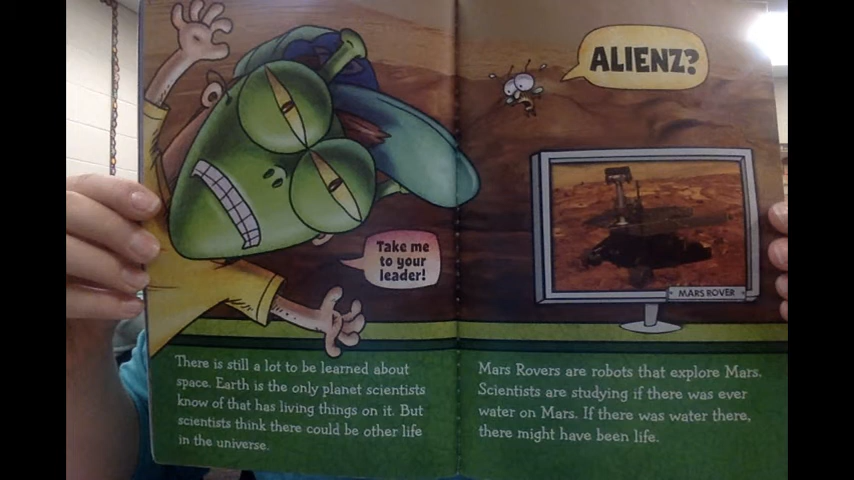 Take me
to your
leader!
There is still a lot to be learned about
space. Earth is the only planet scientists
know of that has living things on it. But
scientists think there could be other life
in the universe.
ALIENZ?
MARS ROVER
Mars Rovers are robots that explore Mars.
Scientists are studying if there was ever
water on Mars. If there was water there,
there might have been life.